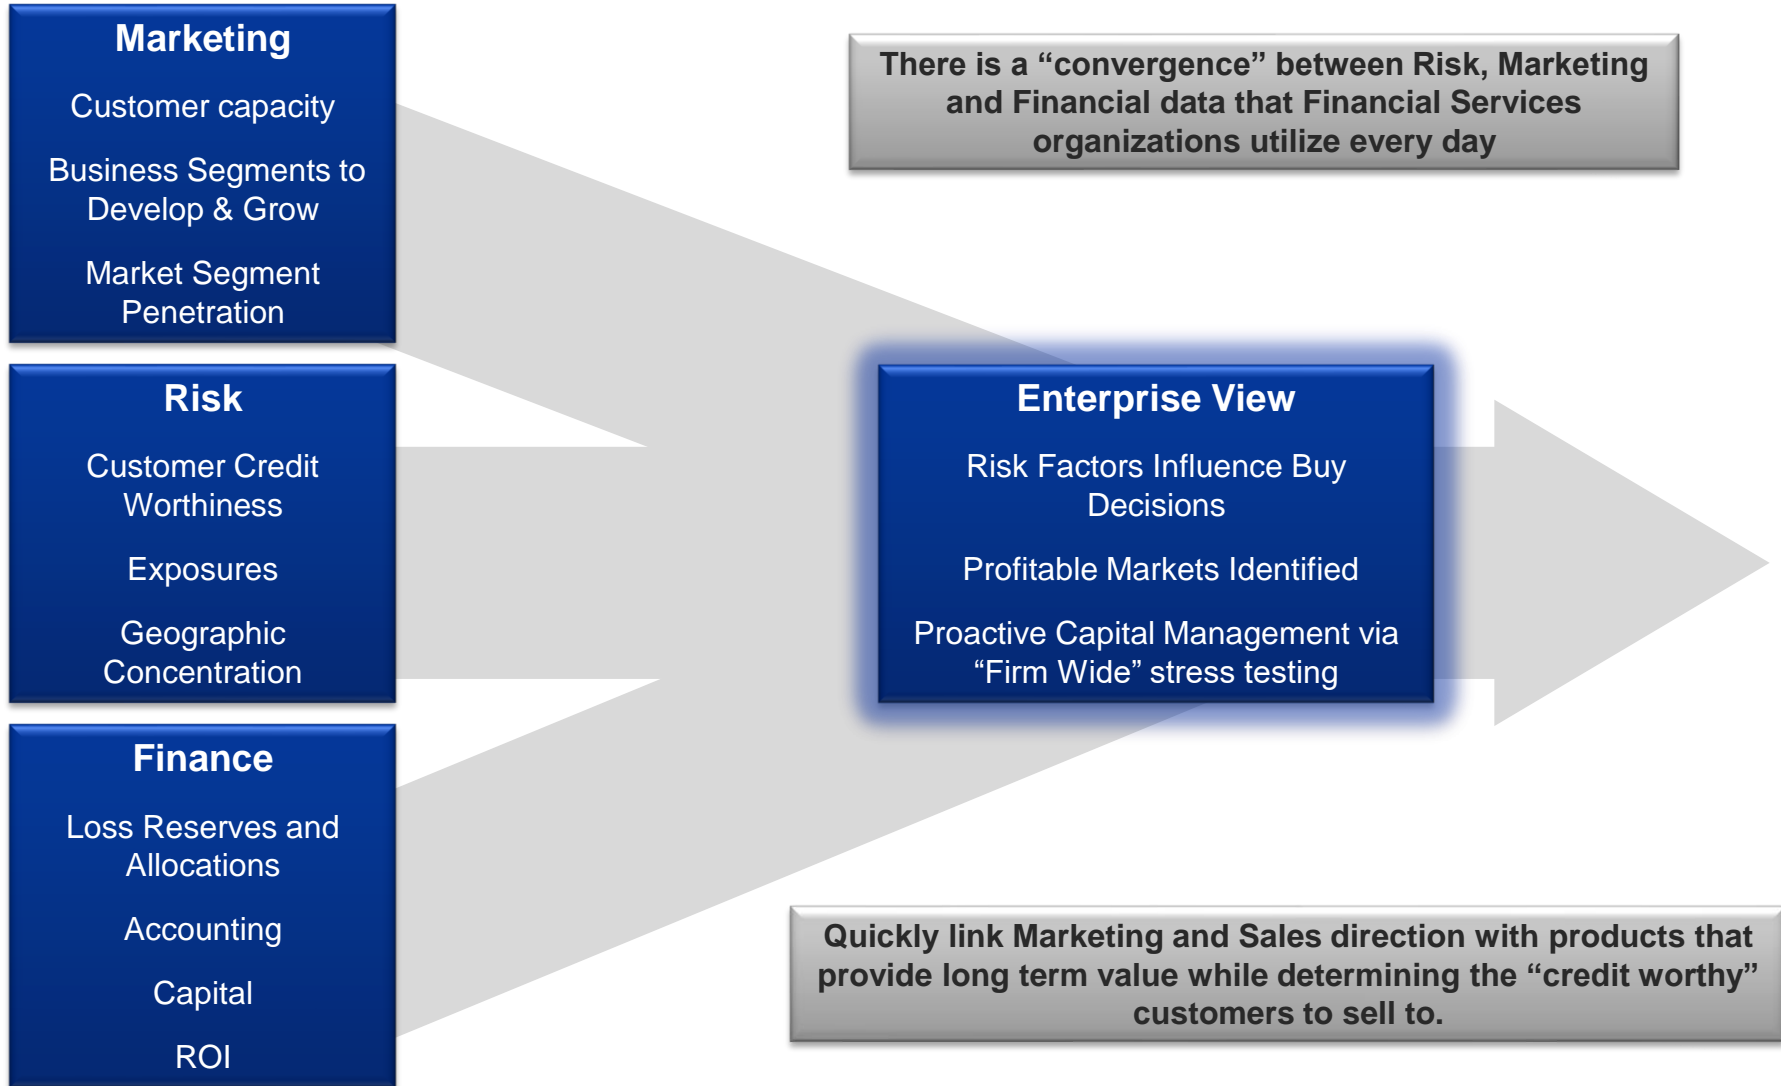 Marketing
Customer capacity
Business Segments to
Develop & Grow
Market Segment
Penetration
There is a “convergence” between Risk, Marketing
and Financial data that Financial Services
organizations utilize every day
Risk
Customer Credit
Worthiness
Exposures
Geographic
Concentration
Enterprise View
Risk Factors Influence Buy
Decisions
Profitable Markets Identified
Proactive Capital Management via
“Firm Wide” stress testing
Finance
Loss Reserves and
Allocations
Accounting
Capital
ROI
Quickly link Marketing and Sales direction with products that
provide long term value while determining the “credit worthy”
customers to sell to.